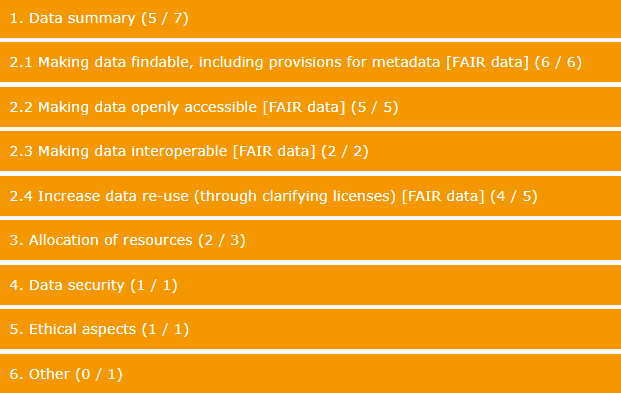 1. Data summary (5 / 7)
2.1 Making data findable, including provisions for metadata [FAIR data] (6 / 6)
2.2 Making data openly accessible [FAIR data] (5 / 5)
2.3 Making data interoperable [FAIR data] (2 / 2)
2.4 Increase data re-use (through clarifying licenses) [FAIR data] (4 / 5)
3. Allocation of resources (2 / 3)
4. Data security (1 / 1)
5. Ethical aspects (1 / 1)
6. Other (0 / 1)